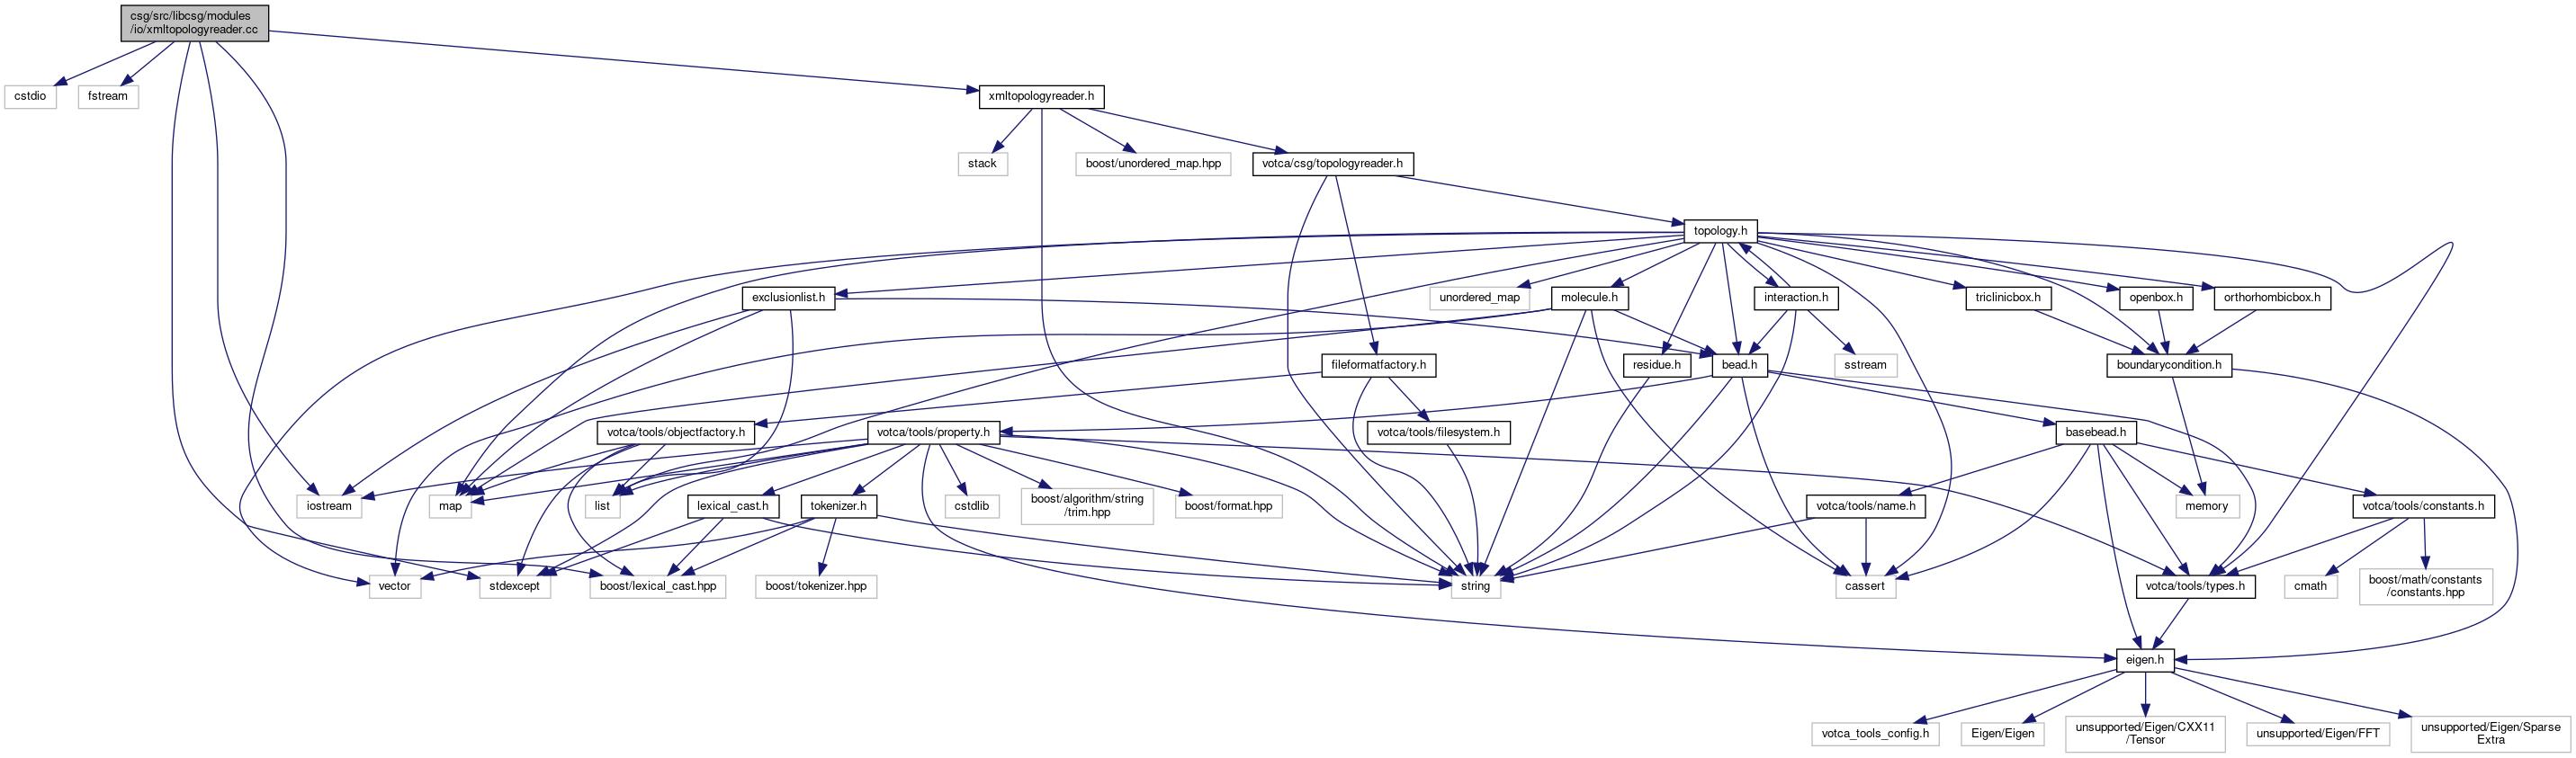 csg/src/libcsg/modules
/io/xmltopologyreader.cc
cstdio
fstream
xmltopologyreader.h
stack
boost/unordered_map.hpp
votca/csg/topologyreader.h
topology.h
exclusionlist.h
unordered_map
molecule.h
interaction.h
triclinicbox.h
openbox.h
orthorhombicbox.h
fileformatfactory.h
residue.h
bead.h
sstream
boundarycondition.h
votca/tools/objectfactory.h
votca/tools/property.h
votca/tools/filesystem.h
basebead.h
iostream
map
list
lexical_cast.h
tokenizer.h
cstdlib
boost/algorithm/string
/trim.hpp
boost/format.hpp
votca/tools/name.h
memory
votca/tools/constants.h
vector
stdexcept
boost/lexical_cast.hpp
boost/tokenizer.hpp
string
cassert
votca/tools/types.h
cmath
boost/math/constants
/constants.hpp
eigen.h
votca_tools_config.h
Eigen/Eigen
unsupported/Eigen/CXX11
/Tensor
unsupported/Eigen/FFT
unsupported/Eigen/Sparse
Extra